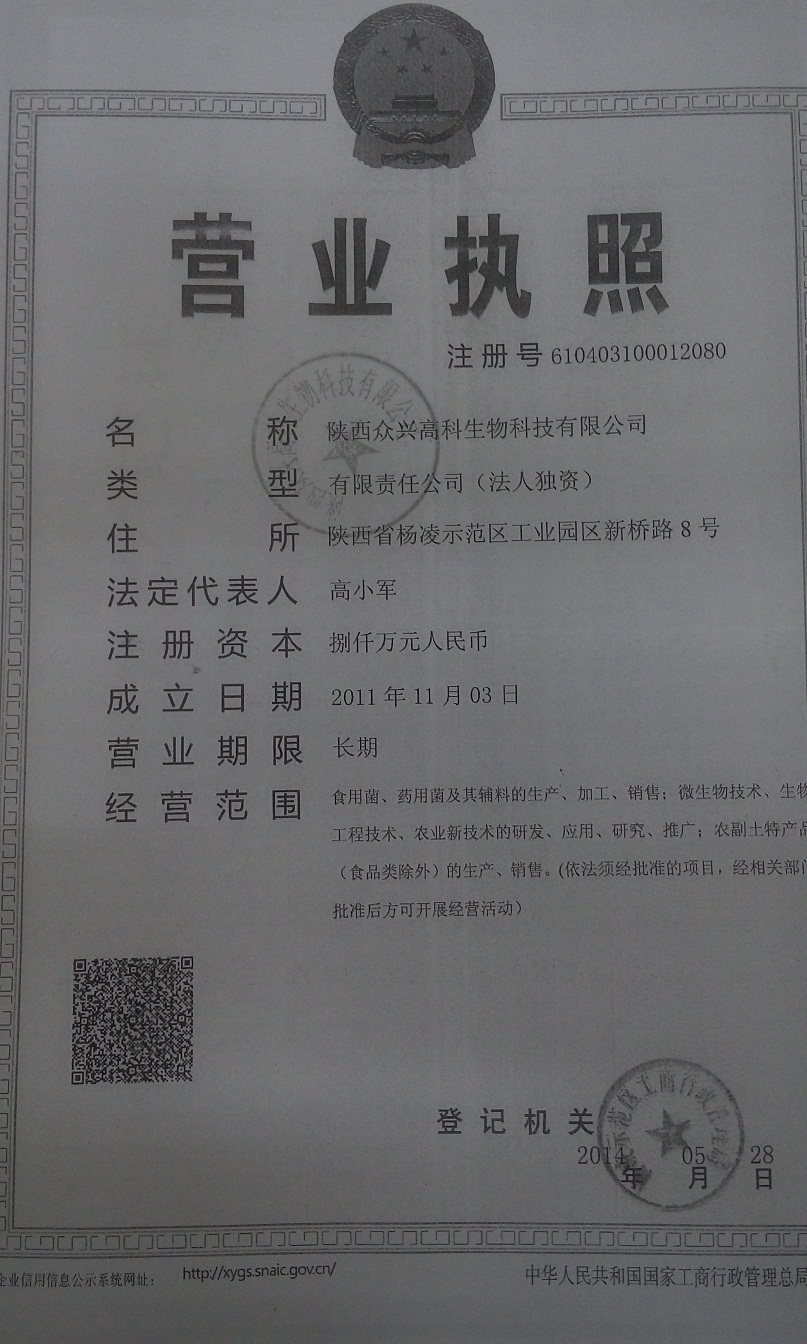 营业执照
注册号 610403100012080
生物科技有限公
名称 陕西众兴高科生物科技有限公司
类型 有限责任公司（法人独资）
住所 陕西省杨凌示范区工业园区新桥路 8 号
法定代表人 高小军
注册资本 捌仟万元人民币
成立日期 2011 年 11 月 03 日
营业期限 长期
经营范围 食用菌、药用菌及其辅料的生产、加工、销售；微生物技术、生物
工程技术、农业新技术的研发、应用、研究、推广；农副土特产品
（食品类除外）的生产、销售。(依法须经批准的项目，经相关部门
批准后方可开展经营活动）
登记机关
示范区工商行政管理局
2014 05 28
年 月 日
企业信用信息公示系统网址： http://xygs.snaic.gov.cn/
中华人民共和国国家工商行政管理总局